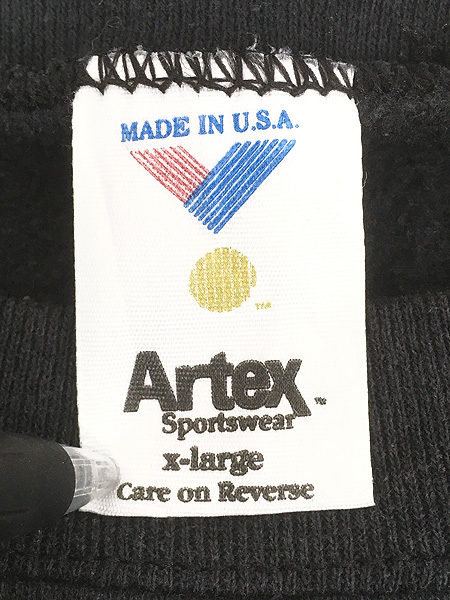 MADE IN U.S.A.
TM
Artex TM
Sportswear
x-large
Care on Reverse